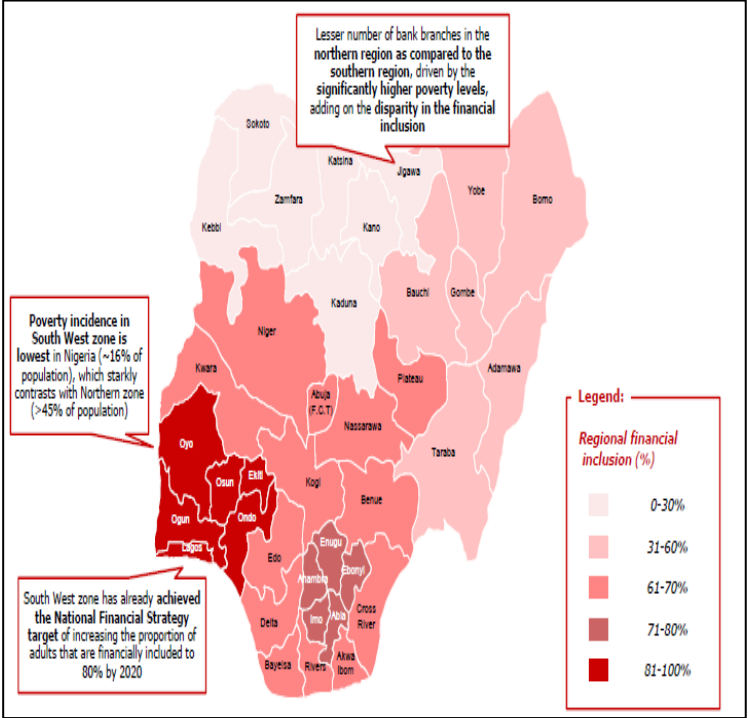 Lesser number of bank branches in the
northern region as compared to the
southern region, driven by the
significantly higher poverty levels,
adding on the disparity in the financial
inclusion
Sokoto
Katsina
Jigawa
Yobe
Borno
Zamfara
Kano
Kebbi
Kaduna
Bauchi
Gombe
Niger
Adamawa
Poverty incidence in
South West zone is
lowest in Nigeria (~16% of
population), which starkly
contrasts with Northern zone
(>45% of population)
Kwara
Plateau
Abuja
(F.C.T)
Nassarawa
Taraba
Oyo
Osun
Ekiti
Kogi
Benue
Ogun
Ondo
Lagos
Edo
Enugu
Ebonyi
Anambra
Imo
Abia
Cross
River
Delta
Bayelsa
Rivers
Akwa
Ibom
South West zone has already achieved
the National Financial Strategy
target of increasing the proportion of
adults that are financially included to
80% by 2020
Legend:
Regional financial
inclusion (%)
0-30%
31-60%
61-70%
71-80%
81-100%